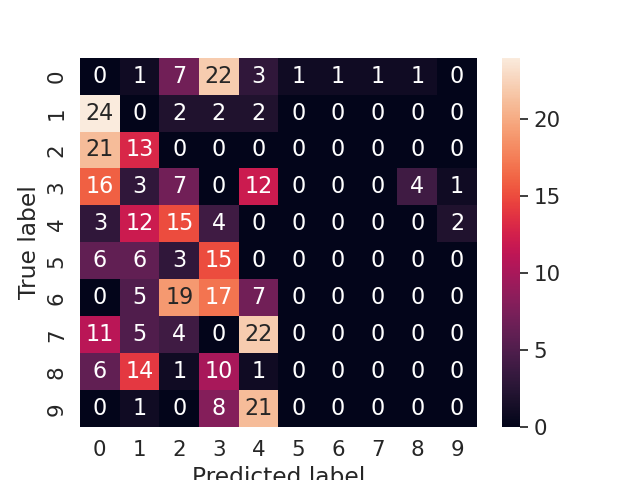 0 0 1 7 22 3 1 1 1 1 0
1 24 0 2 2 2 0 0 0 0 0
2 21 13 0 0 0 0 0 0 0 0
3 16 3 7 0 12 0 0 0 4 1
4 3 12 15 4 0 0 0 0 0 2
5 6 6 3 15 0 0 0 0 0 0
6 0 5 19 17 7 0 0 0 0 0
7 11 5 4 0 22 0 0 0 0 0
8 6 14 1 10 1 0 0 0 0 0
9 0 1 0 8 21 0 0 0 0 0
0 1 2 3 4 5 6 7 8 9
Predicted label
True label
20
15
10
5
0